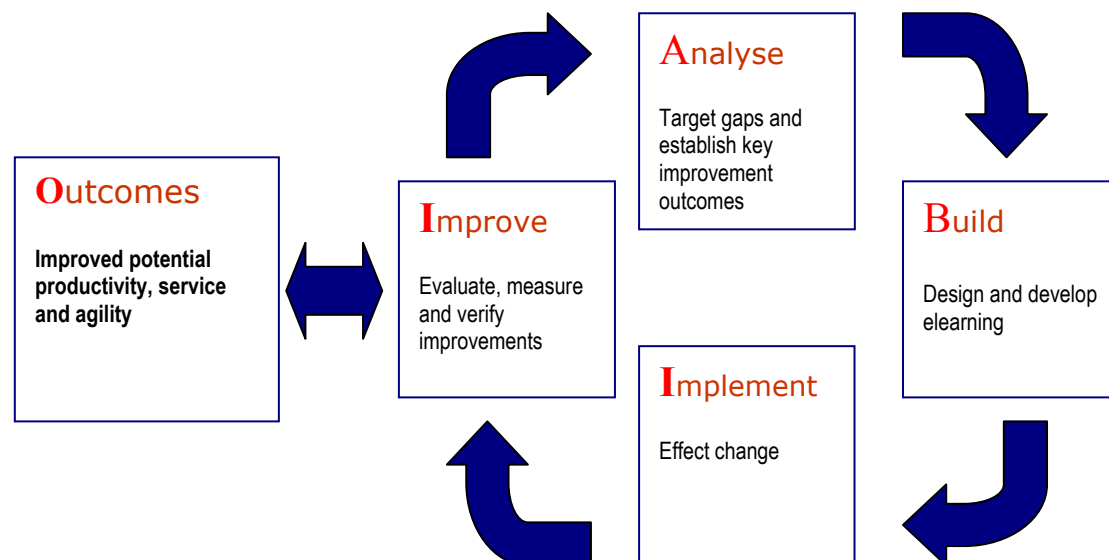 Outcomes
Improved potential
productivity, service
and agility
Improve
Evaluate, measure
and verify
improvements
Analyse
Target gaps and
establish key
improvement
outcomes
Build
Design and develop
elearning
Implement
Effect change